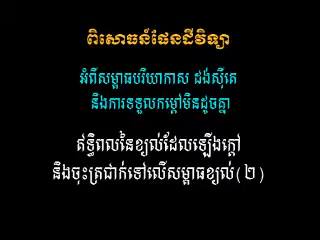 ពិសោធន៍ផែនដីវិទ្យា
អំពីសម្ពាធបរិយាកាស ដង់ស៊ីតេ
និងការទទួលកម្តៅមិនដូចគ្នា
ឥទ្ធិពលនៃខ្យល់ដែលឡើងក្តៅ
និងចុះត្រជាក់ទៅលើសម្ពាធខ្យល់(២)